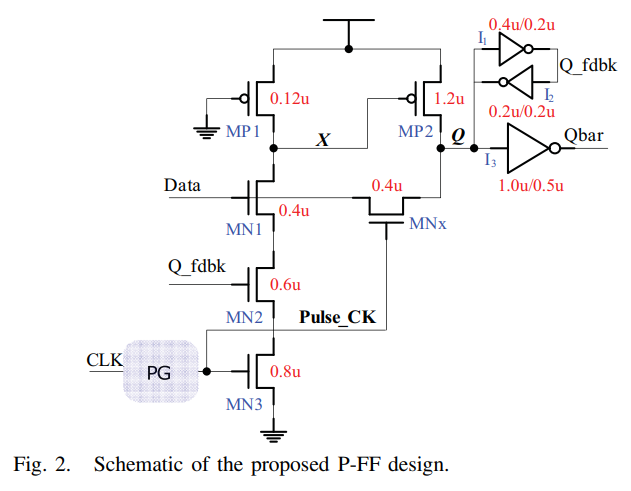 0.4u/0.2u
I1
Q_fdbk
I2
0.2u/0.2u
0.12u
1.2u
MP1
X
MP2
Q
Qbar
I3
1.0u/0.5u
Data
0.4u
0.4u
MN1
MNx
Q_fdbk
0.6u
MN2
Pulse_CK
CLK
PG
0.8u
MN3
Fig. 2. Schematic of the proposed P-FF design.